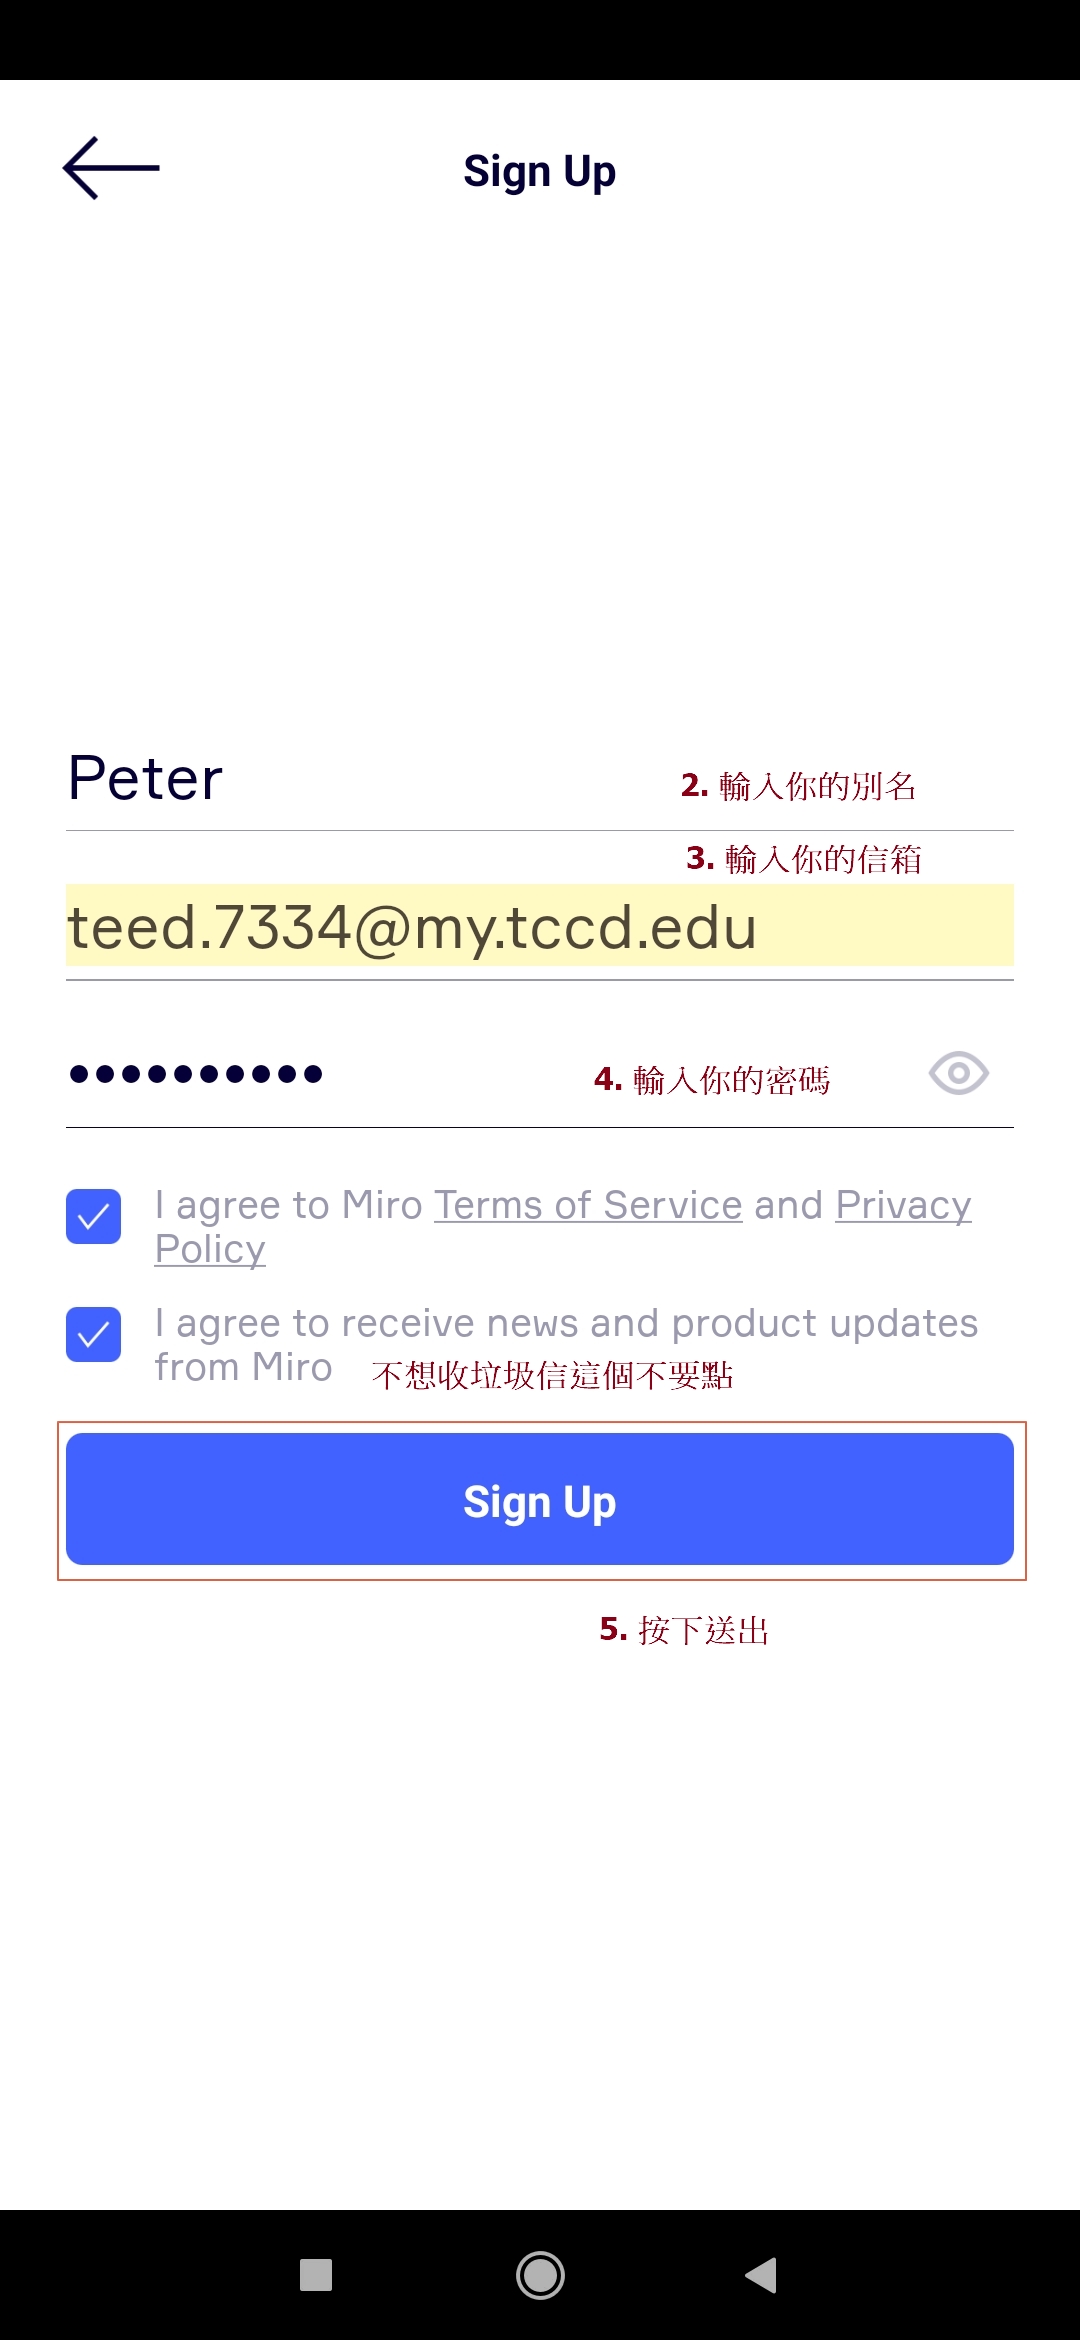 Sign Up
Peter
2. 輸入你的別名
3. 輸入你的信箱
teed.7334@my.tccd.edu
4. 輸入你的密碼
I agree to Miro Terms of Service and Privacy
Policy
I agree to receive news and product updates
from Miro
不想收垃圾信這個不要點
Sign Up
5. 按下送出